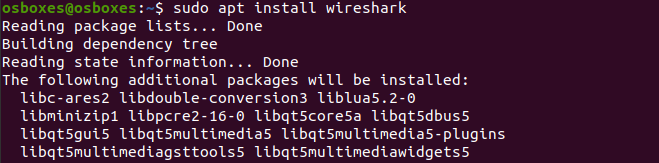 osboxes@osboxes:~$ sudo apt install wireshark
Reading package lists... Done
Building dependency tree
Reading state information... Done
The following additional packages will be installed:
  libc-ares2 libdouble-conversion3 liblua5.2-0
  libminizip1 libpcre2-16-0 libqt5core5a libqt5dbus5
  libqt5gui5 libqt5multimedia5 libqt5multimedia5-plugins
  libqt5multimediagsttools5 libqt5multimediawidgets5